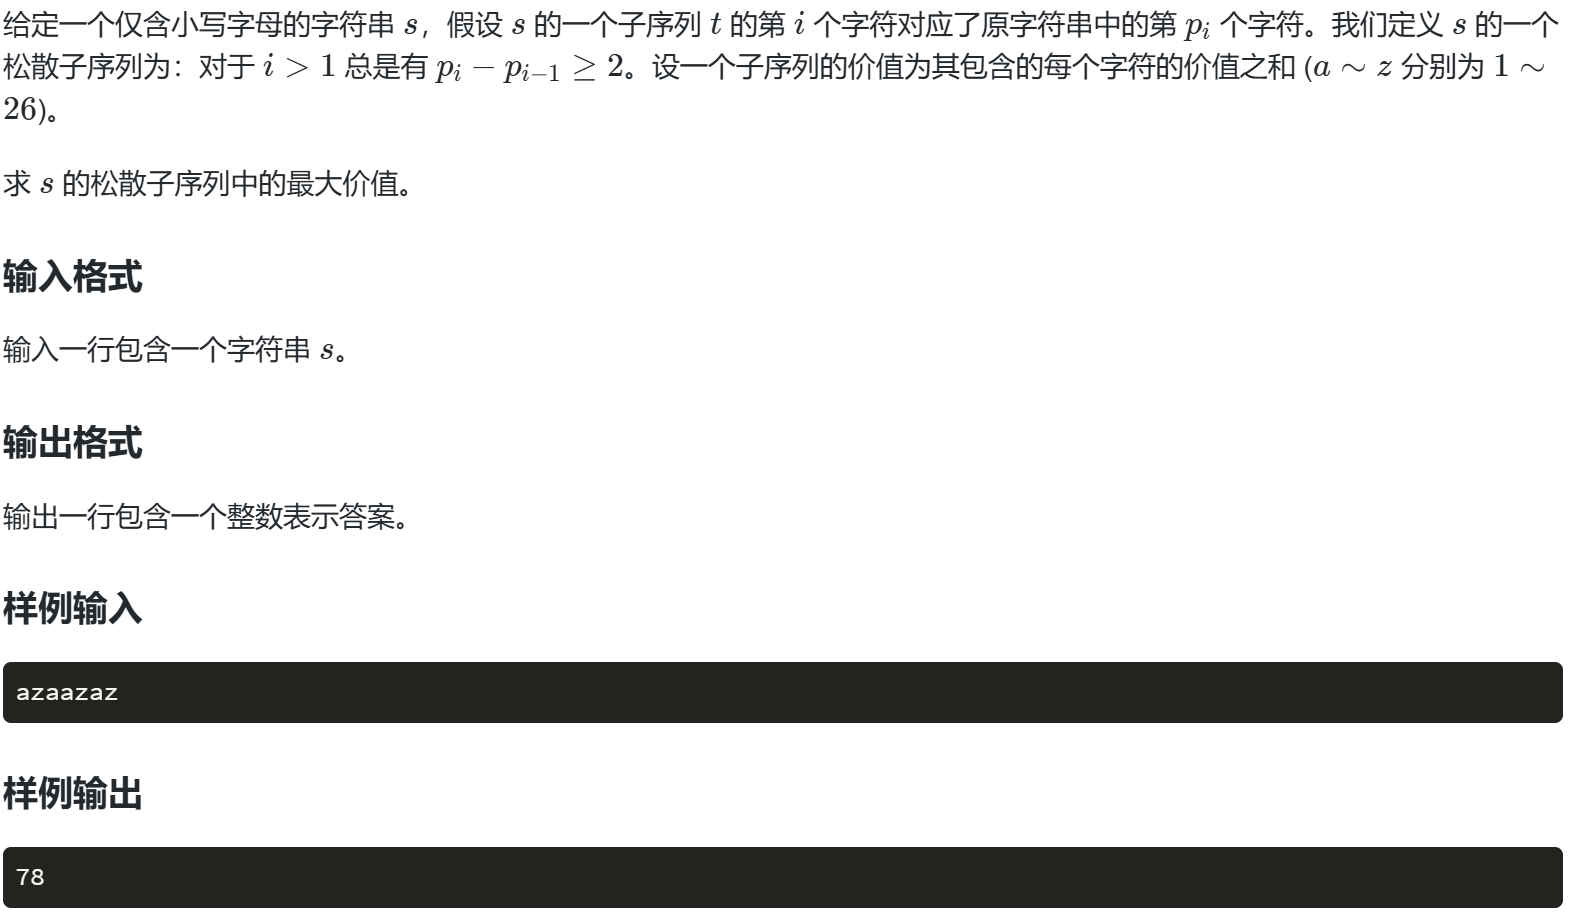 给定一个仅含小写字母的字符串 s，假设 s 的一个子序列 t 的第 i 个字符对应了原字符串中的第 pᵢ 个字符。我们定义 s 的一个
松散子序列为：对于 i > 1 总是有 pᵢ − pᵢ₋₁ ≥ 2。设一个子序列的价值为其包含的每个字符的价值之和 (a ∼ z 分别为 1 ∼
26)。
求 s 的松散子序列中的最大价值。
输入格式
输入一行包含一个字符串 s。
输出格式
输出一行包含一个整数表示答案。
样例输入
azaazaz
样例输出
78